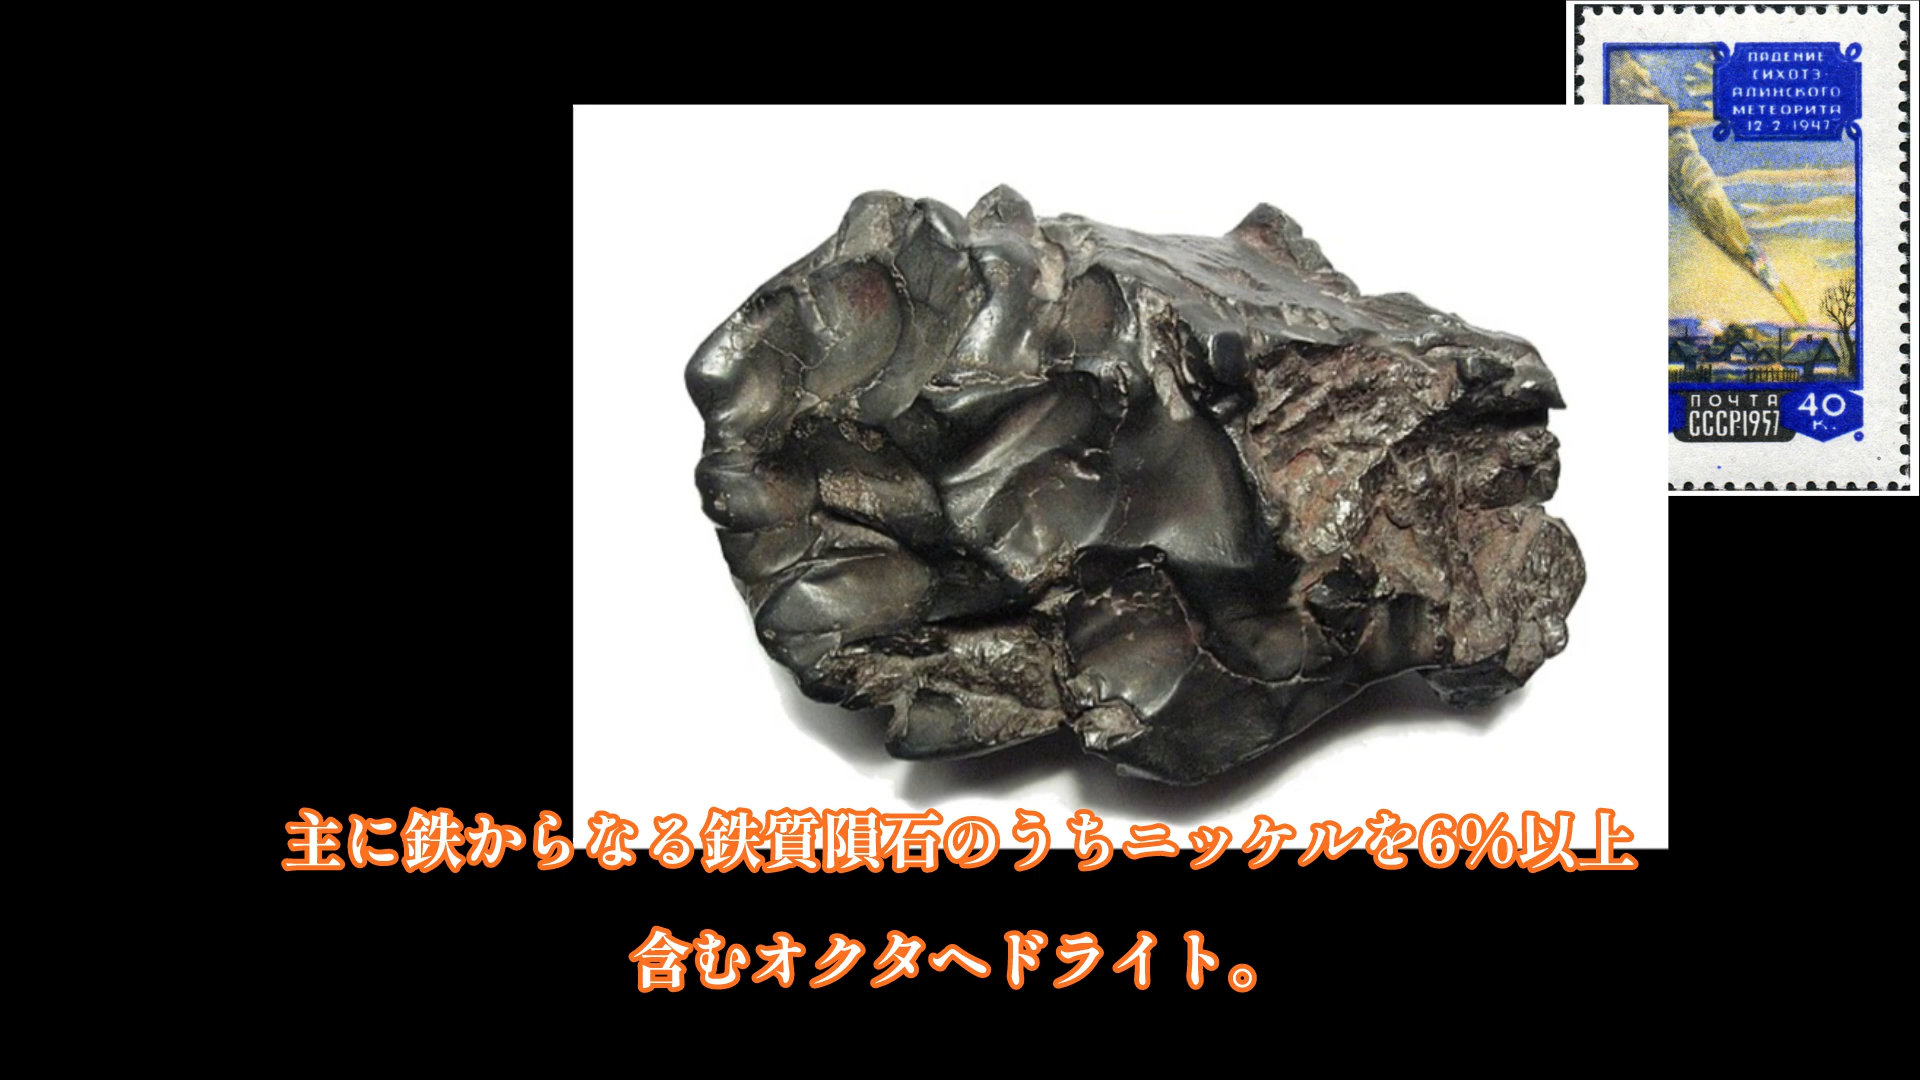 ПАДЕНИЕ
СИХОТЭ-
АЛИНСКОГО
МЕТЕОРИТА
12·2·1947
ПОЧТА
СССР·1957
40
К.
主に鉄からなる鉄質隕石のうちニッケルを6%以上
含むオクタヘドライト。